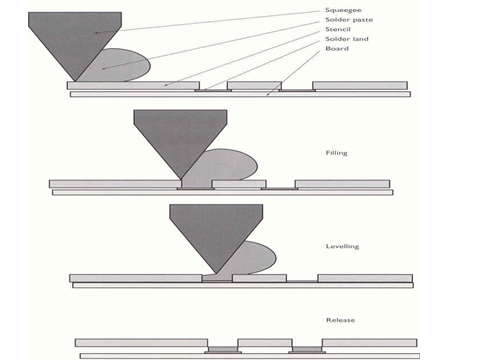 Squeegee
Solder paste
Stencil
Solder land
Board
Filling
Levelling
Release